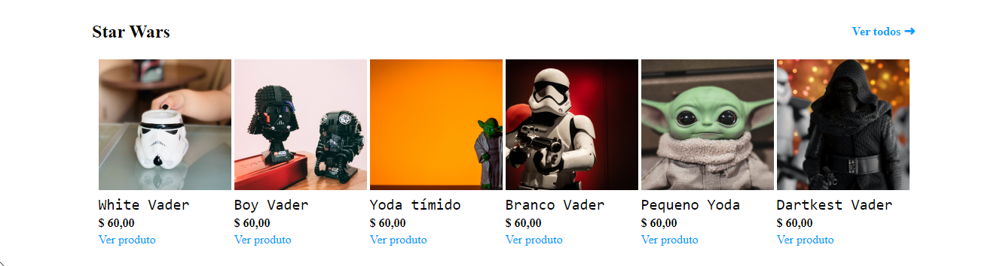 Star Wars
Ver todos ➜
White Vader
$ 60,00
Ver produto
Boy Vader
$ 60,00
Ver produto
Yoda tímido
$ 60,00
Ver produto
Branco Vader
$ 60,00
Ver produto
Pequeno Yoda
$ 60,00
Ver produto
Dartkest Vader
$ 60,00
Ver produto